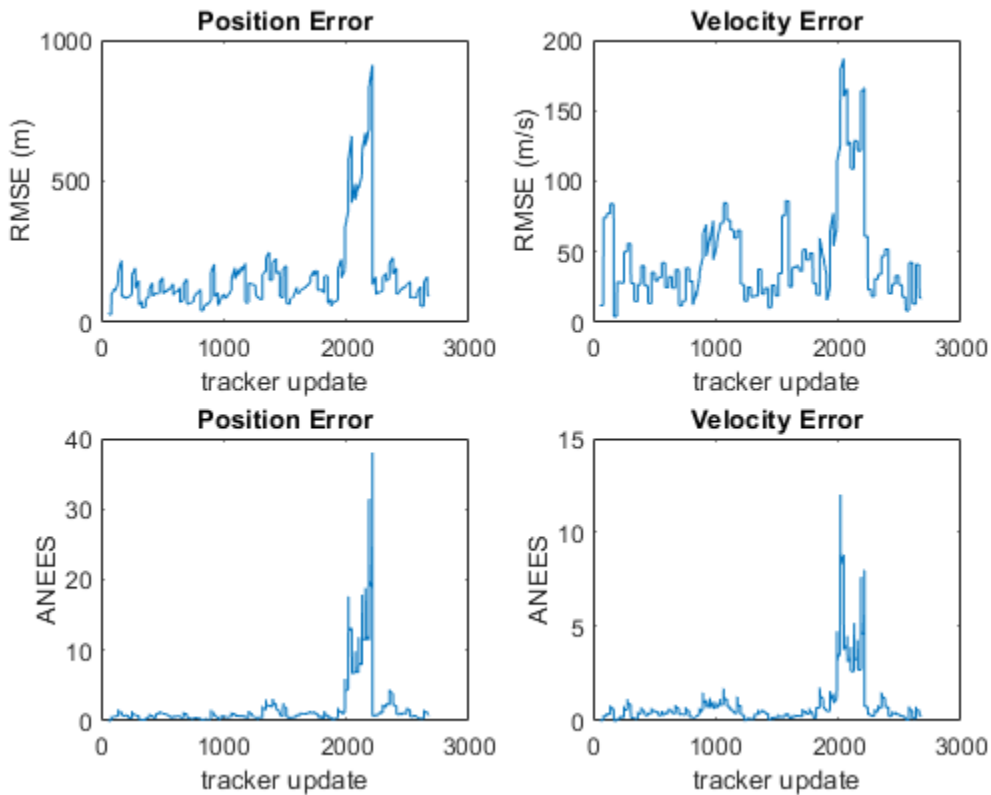 Position Error
1000
500
0
RMSE (m)
0 1000 2000 3000
tracker update
Velocity Error
200
150
100
50
0
RMSE (m/s)
0 1000 2000 3000
tracker update
Position Error
40
30
20
10
0
ANEES
0 1000 2000 3000
tracker update
Velocity Error
15
10
5
0
ANEES
0 1000 2000 3000
tracker update